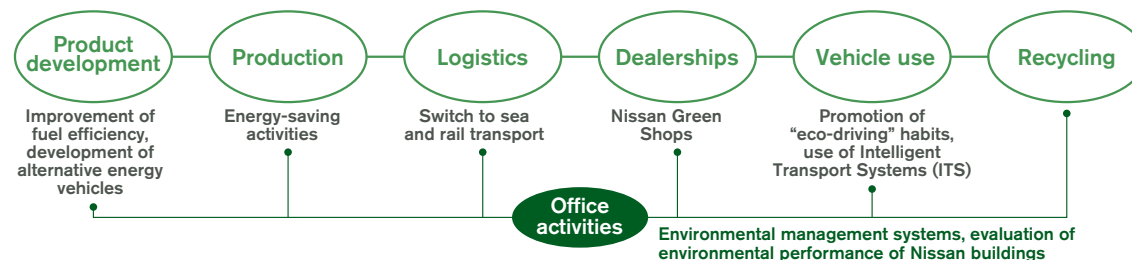 Product
development
Production
Logistics
Dealerships
Vehicle use
Recycling
Improvement of
fuel efficiency,
development of
alternative energy
vehicles
Energy-saving
activities
Switch to sea
and rail transport
Nissan Green
Shops
Promotion of
“eco-driving” habits,
use of Intelligent
Transport Systems (ITS)
Office
activities
Environmental management systems, evaluation of
environmental performance of Nissan buildings